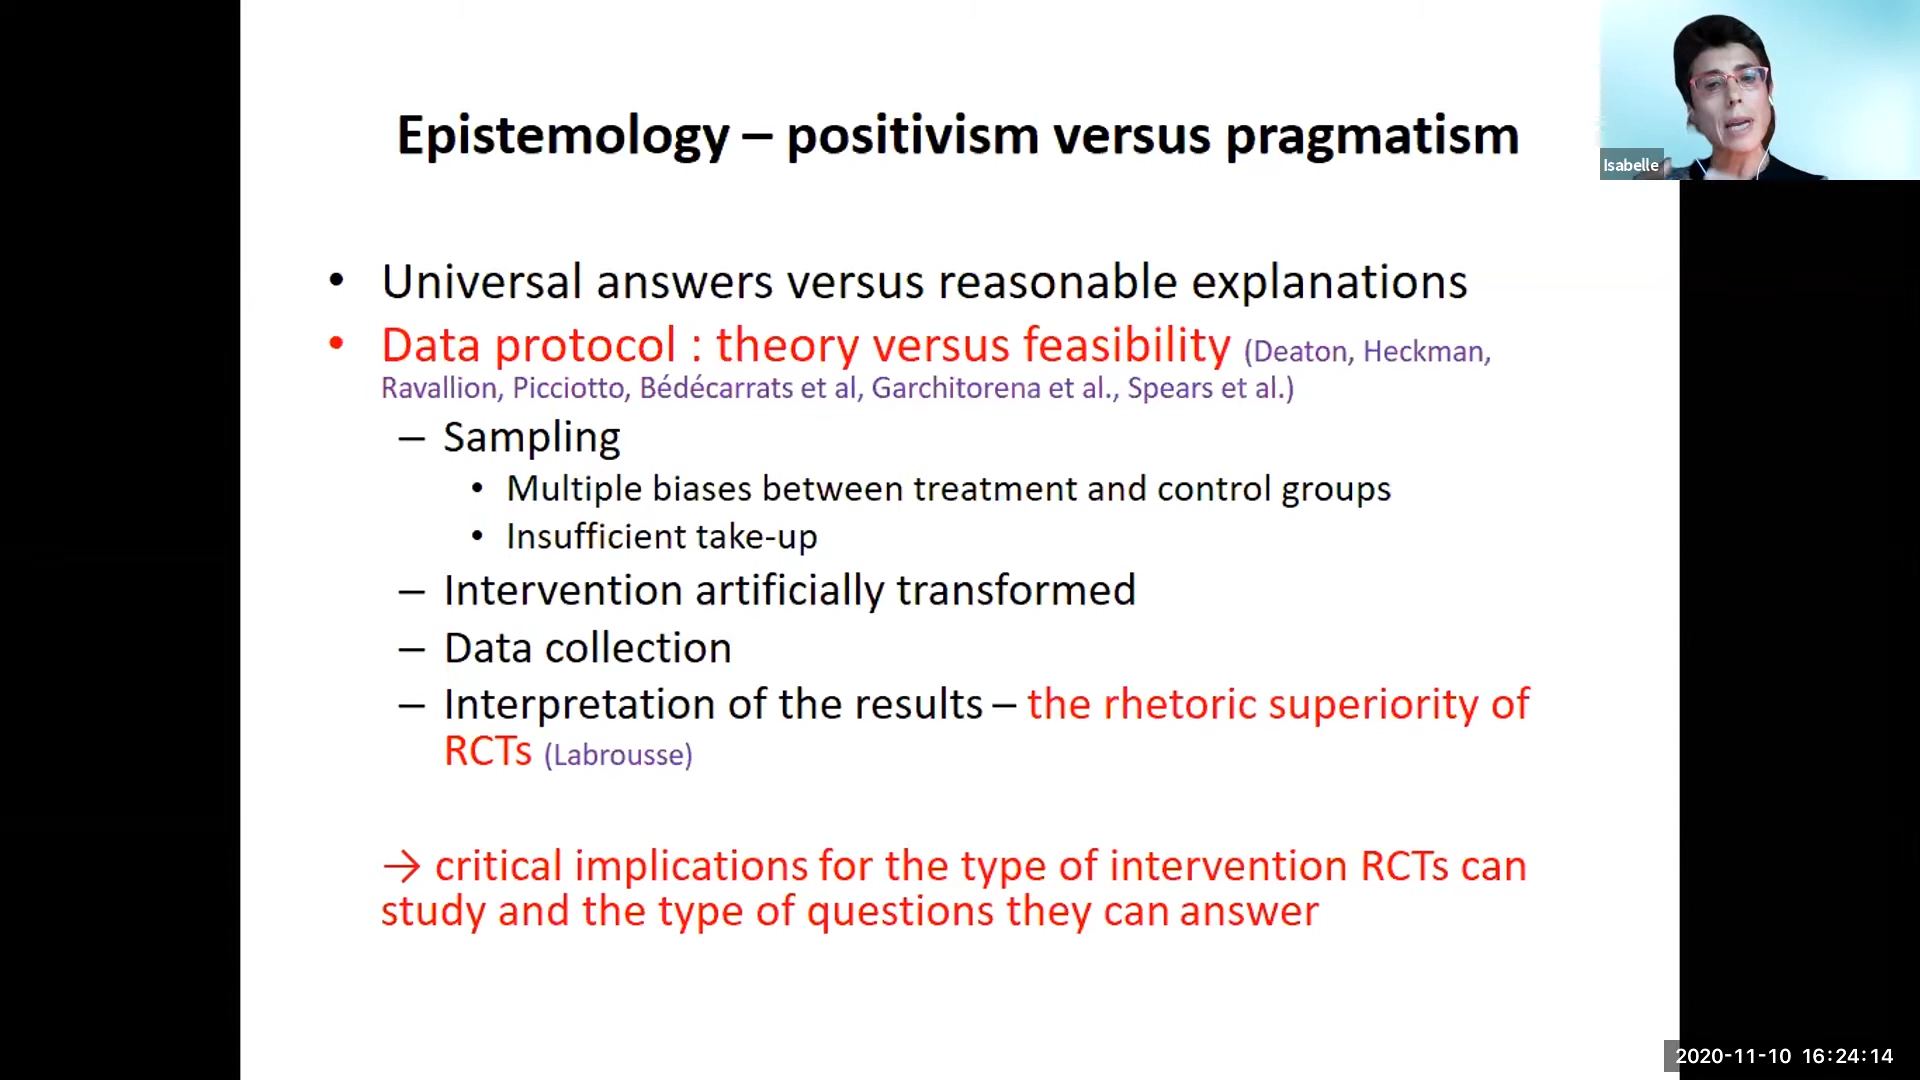 Epistemology – positivism versus pragmatism
Isabelle
• Universal answers versus reasonable explanations
• Data protocol : theory versus feasibility (Deaton, Heckman,
Ravallion, Picciotto, Bédécarrats et al, Garchitorena et al., Spears et al.)
– Sampling
• Multiple biases between treatment and control groups
• Insufficient take-up
– Intervention artificially transformed
– Data collection
– Interpretation of the results – the rhetoric superiority of
RCTs (Labrousse)
→ critical implications for the type of intervention RCTs can
study and the type of questions they can answer
2020-11-10 16:24:14